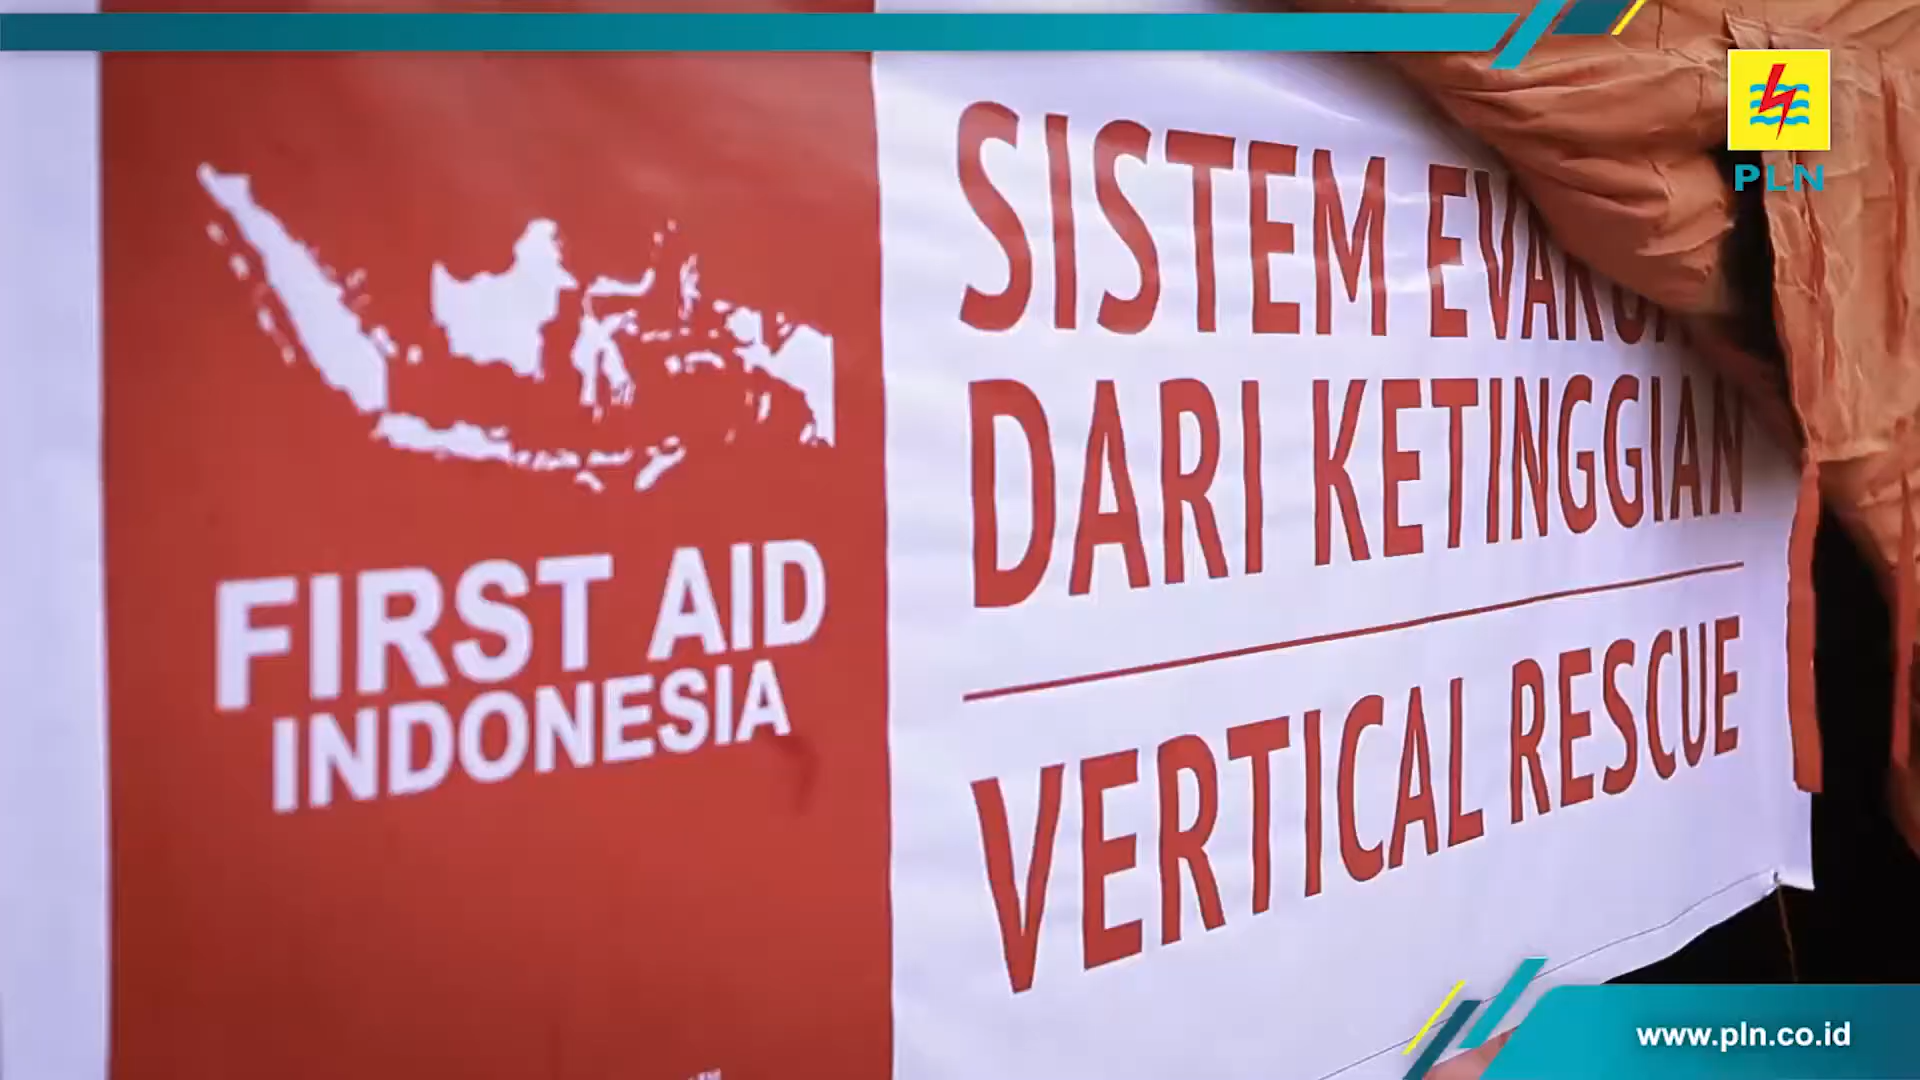 PLN
FIRST AID
INDONESIA
SISTEM
DARI KETINGGIAN
VERTICAL RESCUE
www.pln.co.id